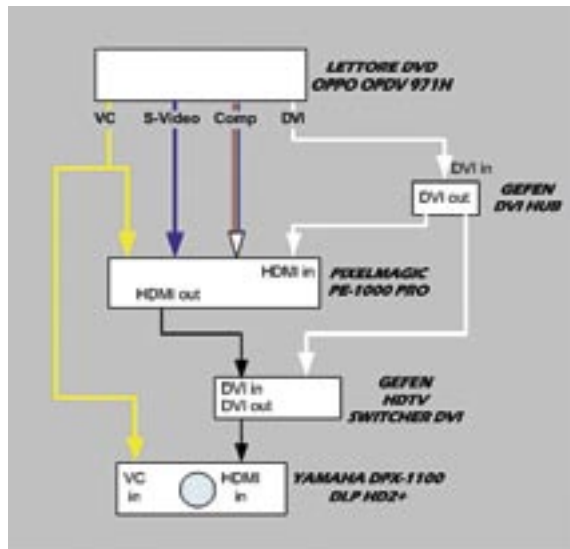 LETTORE DVD
OPPO OPDV 971H
VC S-Video Comp DVI
DVI in
DVI out
GEFEN
DVI HUB
HDMI in
HDMI out
PIXELMAGIC
PE-1000 PRO
DVI in
DVI out
GEFEN
HDTV
SWITCHER DVI
VC
in
HDMI
in
YAMAHA DPX-1100
DLP HD2+